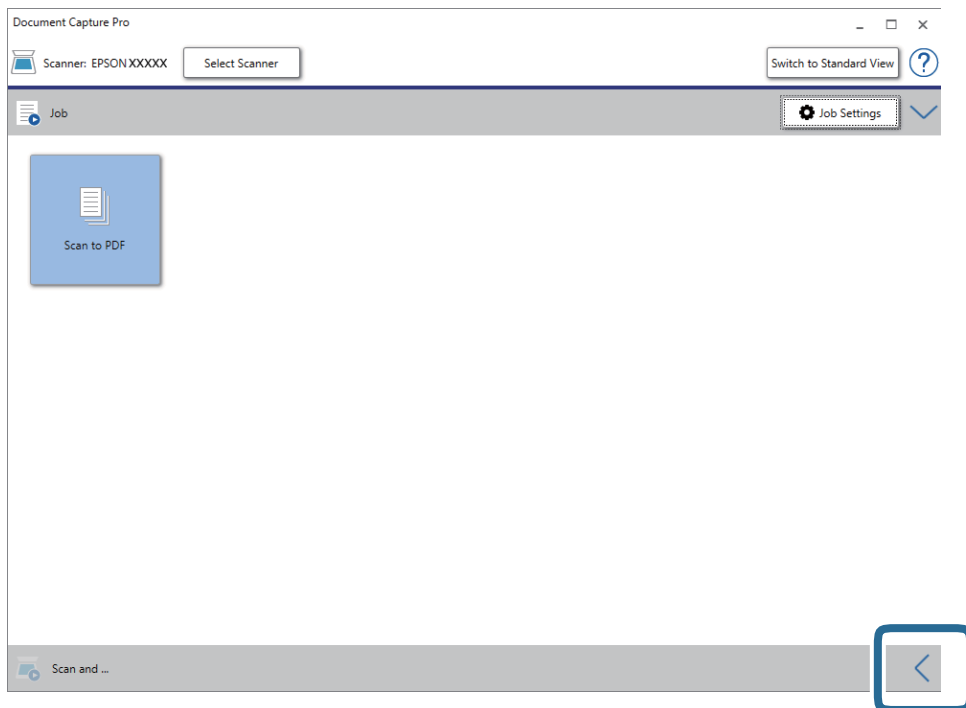 Document Capture Pro
Scanner: EPSON XXXXX
Select Scanner
Switch to Standard View
?
Job
Job Settings
Scan to PDF
Scan and ...